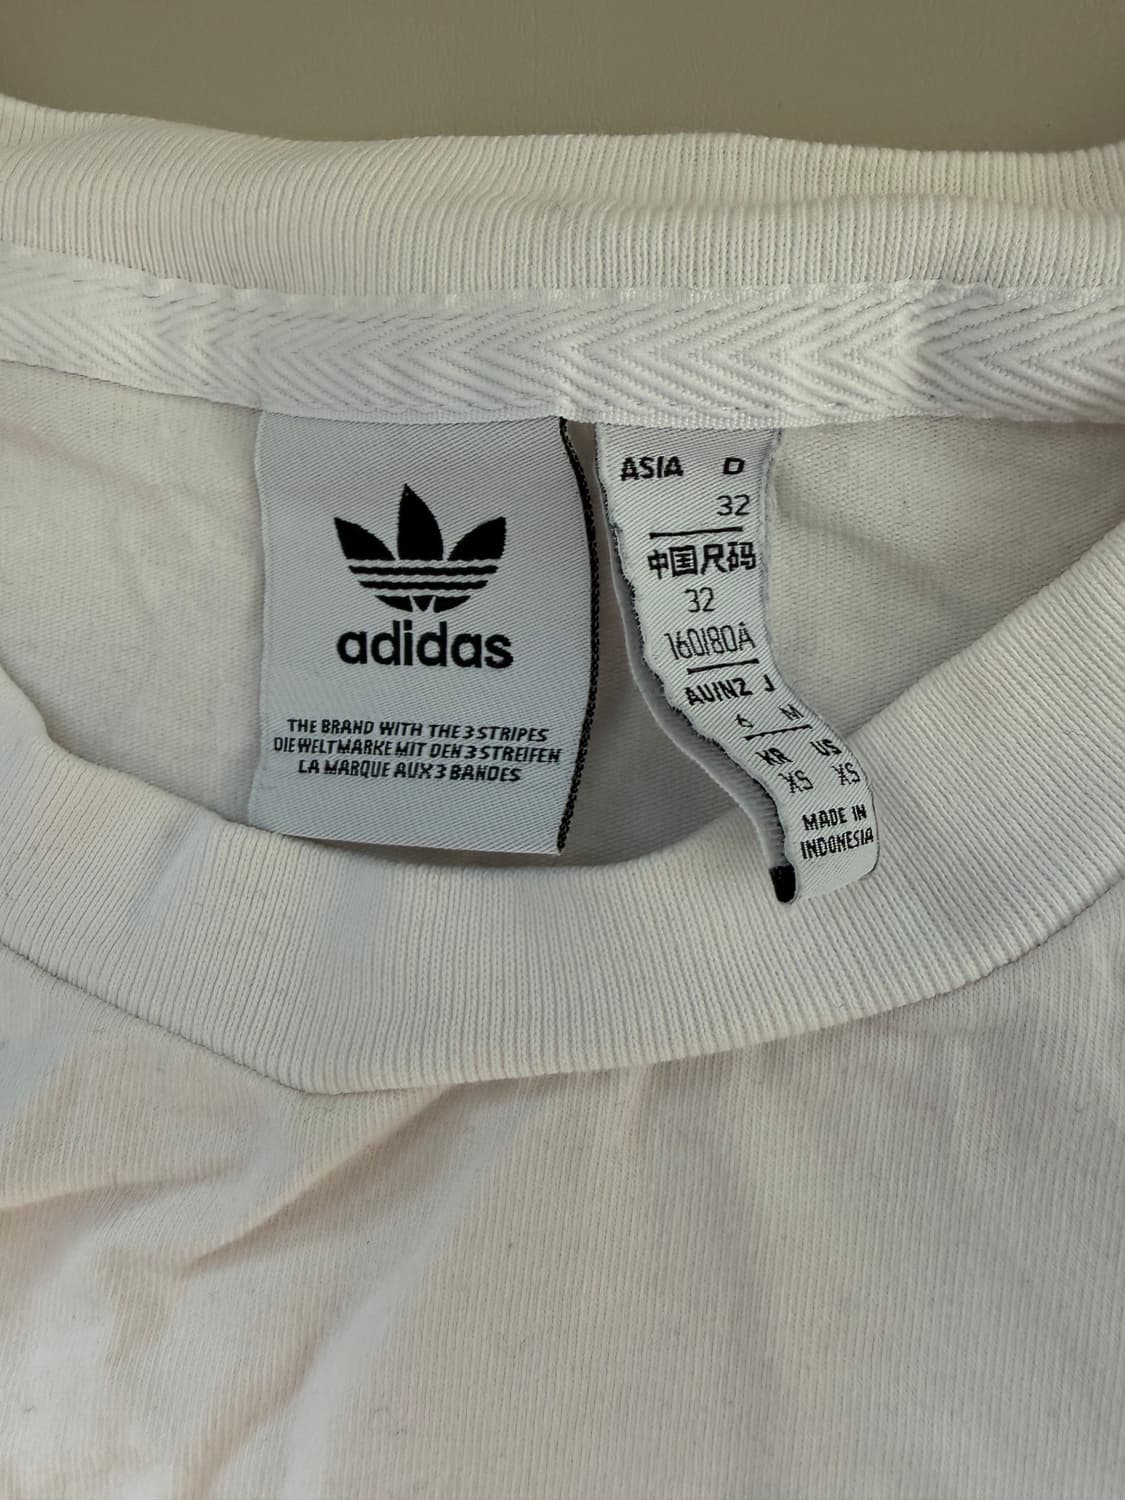 adidas
THE BRAND WITH THE 3 STRIPES
DIE WELTMARKE MIT DEN 3 STREIFEN
LA MARQUE AUX 3 BANDES
ASIA D
32
中国尺码
32
160/80A
AU/NZ J
6 M
KR US
XS XS
MADE IN
INDONESIA